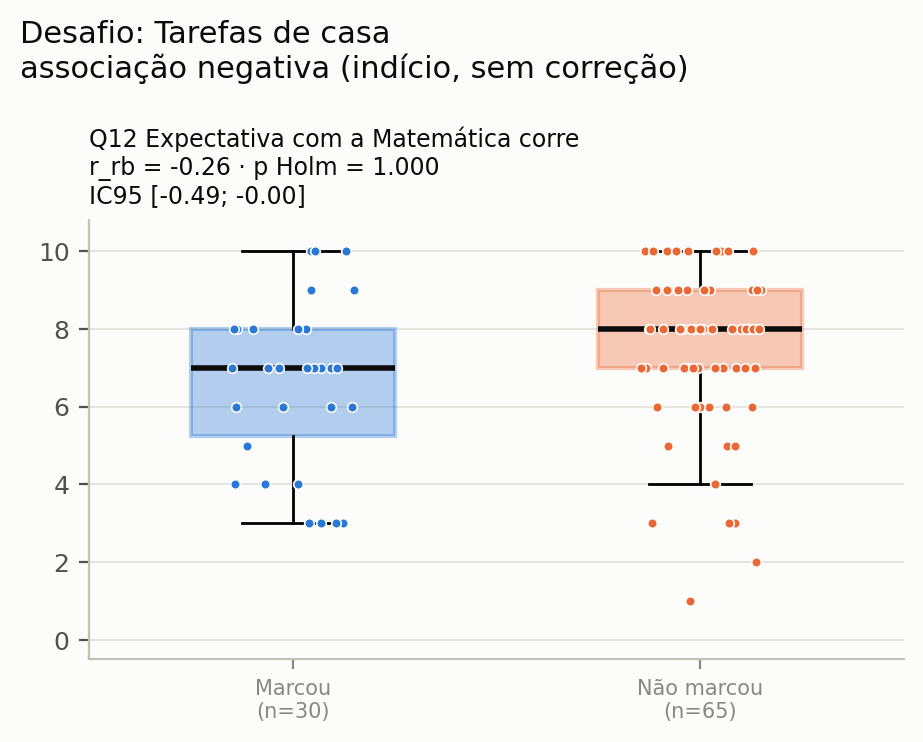 Desafio: Tarefas de casa
associação negativa (indício, sem correção)
Q12 Expectativa com a Matemática corre
r_rb = -0.26 · p Holm = 1.000
IC95 [-0.49; -0.00]
10
8
6
4
2
0
Marcou
(n=30)
Não marcou
(n=65)